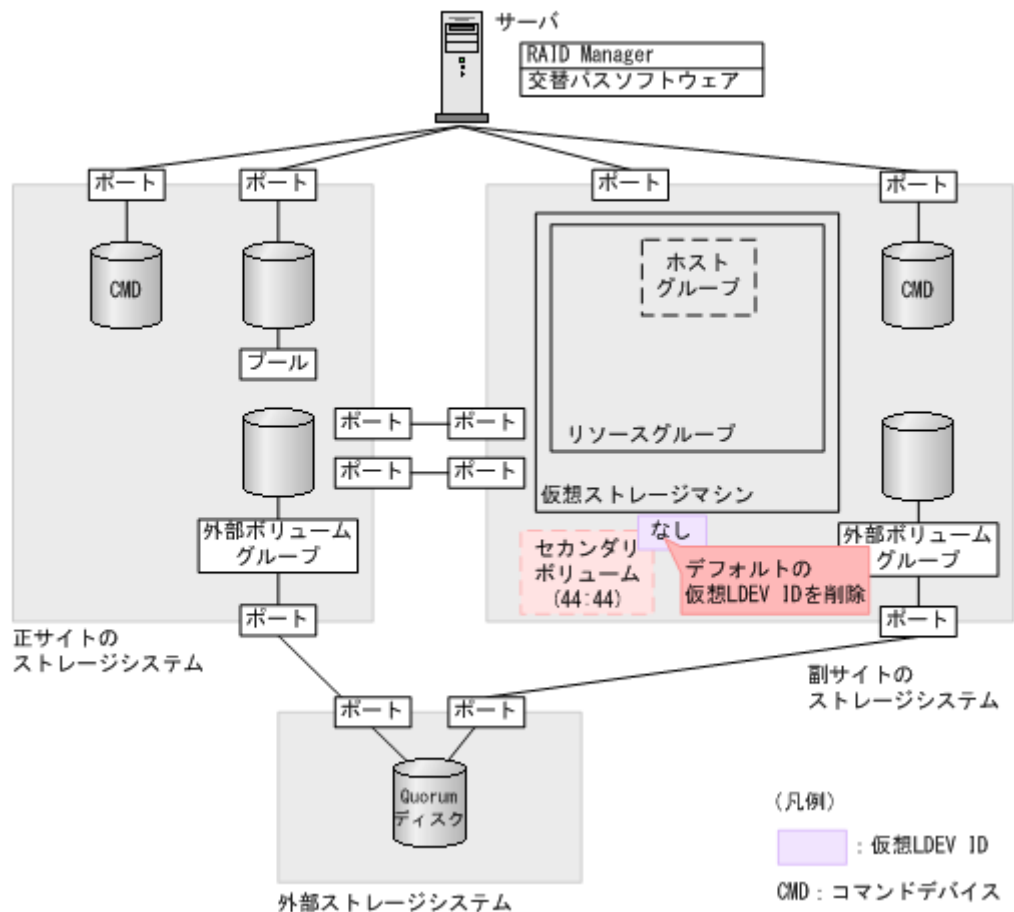 サーバ
RAID Manager
交替パスソフトウェア
ポート
ポート
ポート
ポート
CMD
プール
ホスト
グループ
CMD
リソースグループ
仮想ストレージマシン
ポート
ポート
ポート
ポート
外部ボリューム
グループ
外部ボリューム
グループ
なし
セカンダリ
ボリューム
(44:44)
デフォルトの
仮想LDEV IDを削除
ポート
ポート
正サイトの
ストレージシステム
副サイトの
ストレージシステム
ポート
ポート
Quorum
ディスク
外部ストレージシステム
(凡例)
：仮想LDEV ID
CMD：コマンドデバイス